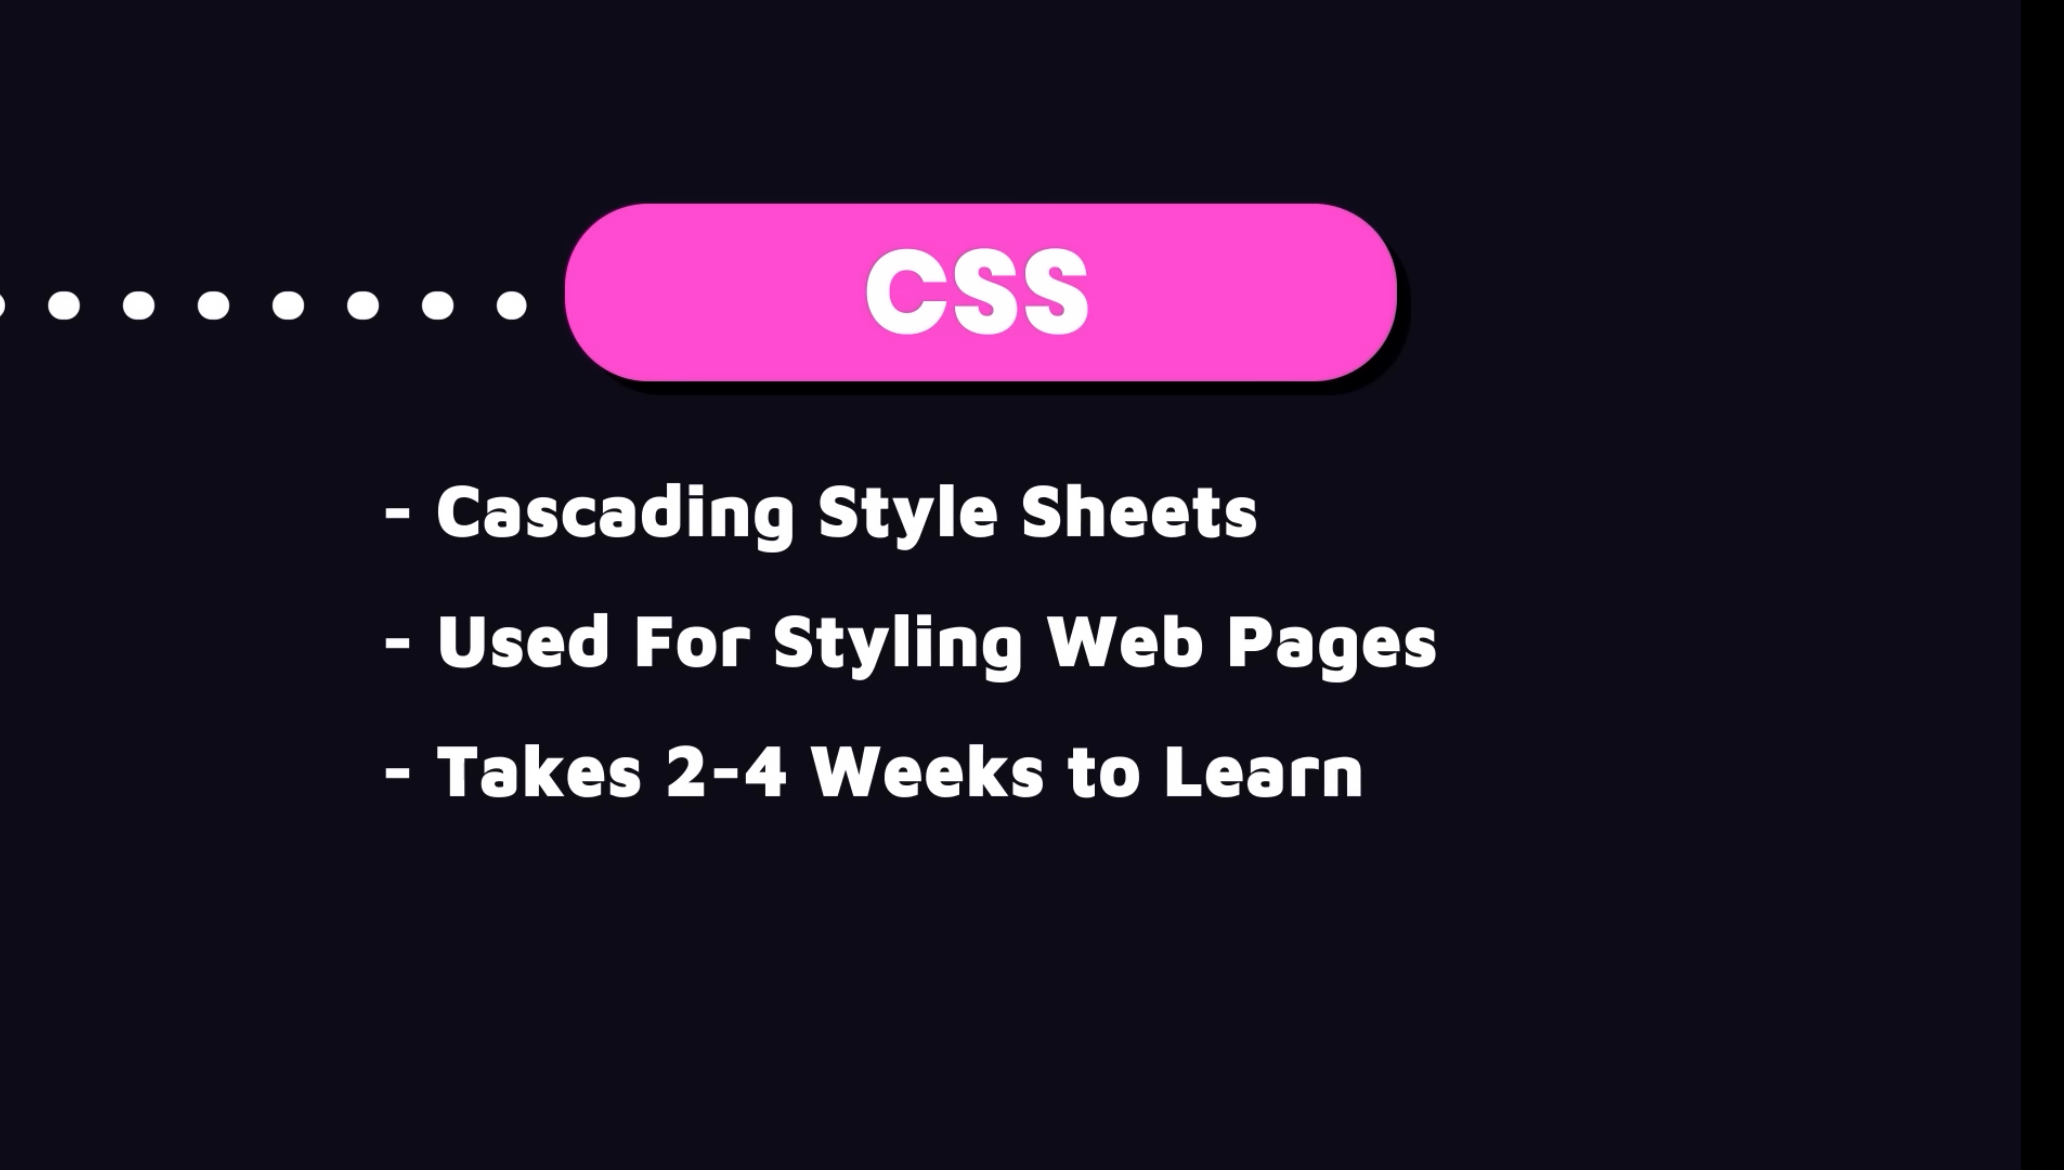 CSS
- Cascading Style Sheets
- Used For Styling Web Pages
- Takes 2-4 Weeks to Learn